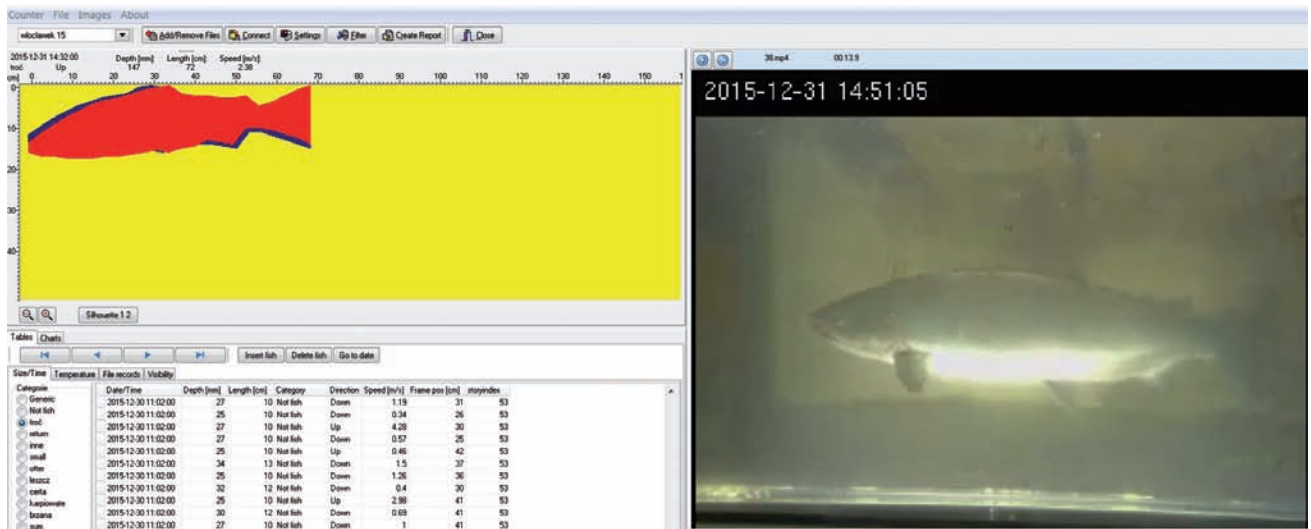 Counter File Images About
włocławek 15 Add/Remove Files Connect Settings Filter Create Report Close
2015-12-31 14:32:00 Depth [mm] Length [cm] Speed [m/s]
troć Up 147 72 2.38
cm] 0 10 20 30 40 50 60 70 80 90 100 110 120 130 140 150 1
0
10
20
30
40
38.mp4 00:13.9
2015-12-31 14:51:05
Silhouette 1 2
Tables Charts
Insert fish Delete fish Go to date
Size/Time Temperature File records Visibility
Categorie
Generic
Not fish
troć
return
inne
small
otter
leszcz
certa
karpiowate
brzana
sum
Date/Time Depth [mm] Length [cm] Category Direction Speed [m/s] Frame pos [cm] storyindex
2015-12-30 11:02:00 27 10 Not fish Down 1.19 31 53
2015-12-30 11:02:00 25 10 Not fish Down 0.34 26 53
2015-12-30 11:02:00 27 10 Not fish Up 4.28 30 53
2015-12-30 11:02:00 27 10 Not fish Down 0.57 25 53
2015-12-30 11:02:00 25 10 Not fish Up 0.46 42 53
2015-12-30 11:02:00 34 13 Not fish Down 1.5 37 53
2015-12-30 11:02:00 25 10 Not fish Down 1.26 36 53
2015-12-30 11:02:00 32 12 Not fish Down 0.4 30 53
2015-12-30 11:02:00 25 10 Not fish Up 2.98 41 53
2015-12-30 11:02:00 30 12 Not fish Down 0.69 41 53
2015-12-30 11:02:00 27 10 Not fish Down 1 41 53